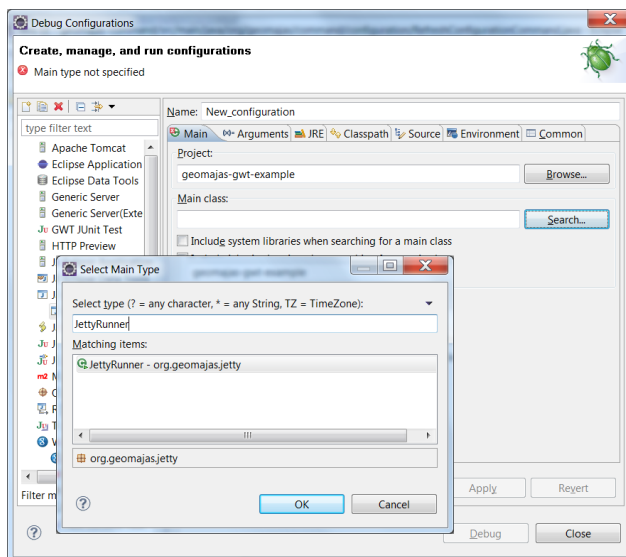 Debug Configurations
Create, manage, and run configurations
Main type not specified
type filter text
Apache Tomcat
Eclipse Application
Eclipse Data Tools
Generic Server
Generic Server(Exte
GWT JUnit Test
HTTP Preview
Filter m
Name: New_configuration
Main
Arguments
JRE
Classpath
Source
Environment
Common
Project:
geomajas-gwt-example
Browse...
Main class:
Search...
Include system libraries when searching for a main class
geomajas-gwt-example
Select Main Type
Select type (? = any character, * = any String, TZ = TimeZone):
JettyRunner
Matching items:
JettyRunner - org.geomajas.jetty
org.geomajas.jetty
OK
Cancel
Apply
Revert
Debug
Close